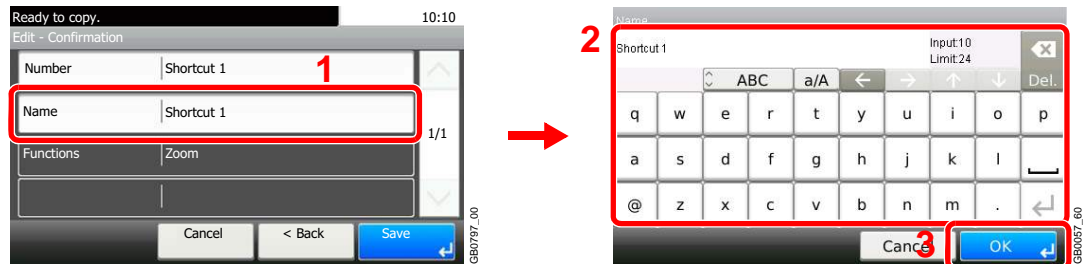 Ready to copy.
10:10
Edit - Confirmation
Number Shortcut 1
1
Name Shortcut 1
1/1
Functions Zoom
Cancel < Back Save
GB0797_00
Name
2
Shortcut 1
Input:10
Limit:24
ABC a/A Del.
q w e r t y u i o p
a s d f g h j k l
@ z x c v b n m .
Cancel
3
OK
GB0057_60